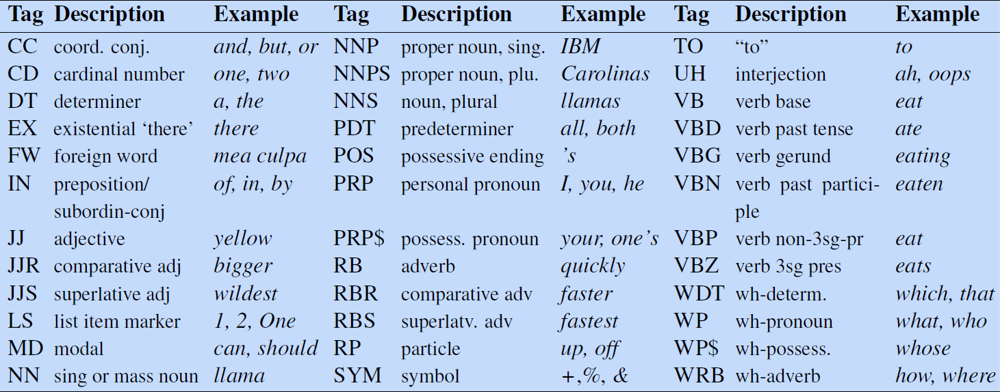 Tag Description Example Tag Description Example Tag Description Example
CC coord. conj. and, but, or NNP proper noun, sing. IBM TO “to” to
CD cardinal number one, two NNPS proper noun, plu. Carolinas UH interjection ah, oops
DT determiner a, the NNS noun, plural llamas VB verb base eat
EX existential ‘there’ there PDT predeterminer all, both VBD verb past tense ate
FW foreign word mea culpa POS possessive ending ’s VBG verb gerund eating
IN preposition/ of, in, by PRP personal pronoun I, you, he VBN verb past partici- eaten
subordin-conj ple
JJ adjective yellow PRP$ possess. pronoun your, one’s VBP verb non-3sg-pr eat
JJR comparative adj bigger RB adverb quickly VBZ verb 3sg pres eats
JJS superlative adj wildest RBR comparative adv faster WDT wh-determ. which, that
LS list item marker 1, 2, One RBS superlatv. adv fastest WP wh-pronoun what, who
MD modal can, should RP particle up, off WP$ wh-possess. whose
NN sing or mass noun llama SYM symbol +,%, & WRB wh-adverb how, where